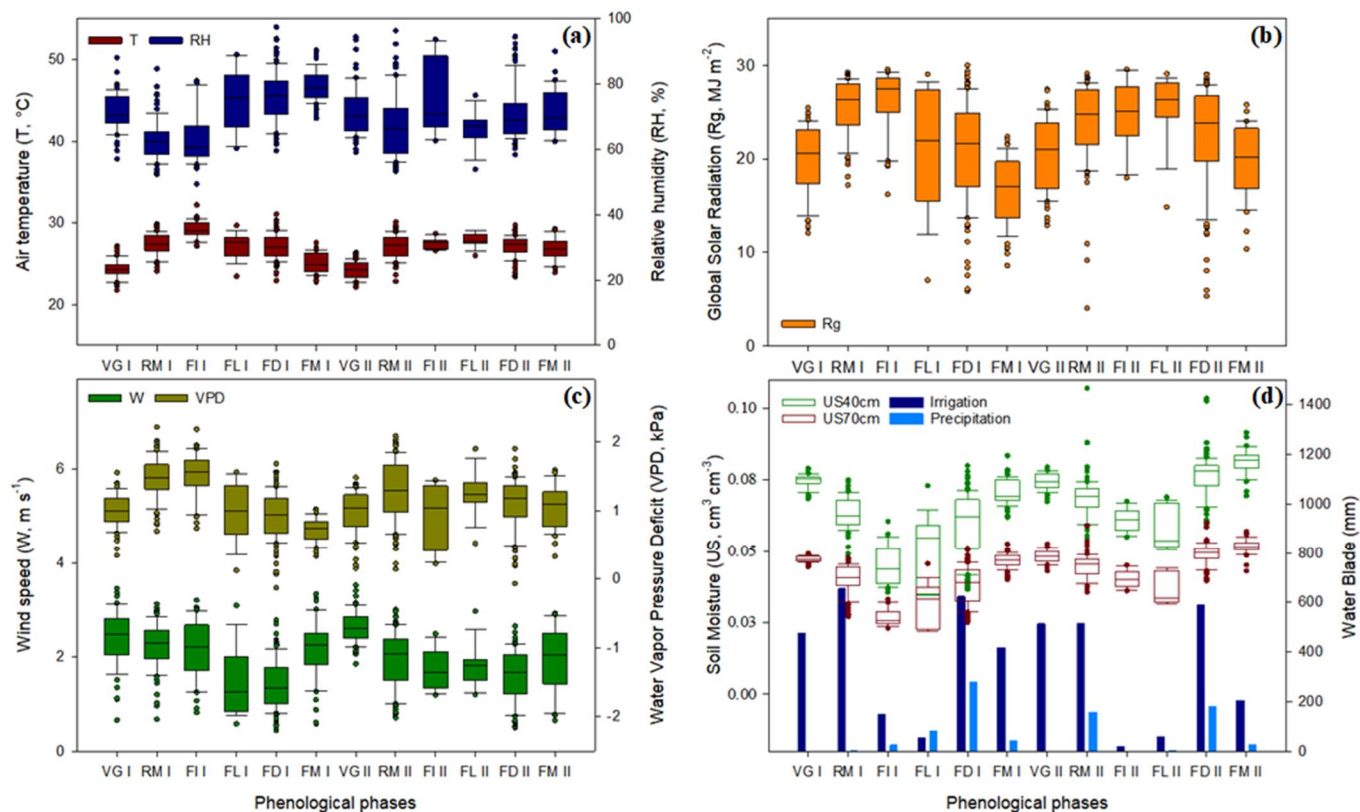 (a)
T RH
Air temperature (T, °C)
50
40
30
20
Relative humidity (RH, %)
100
80
60
40
20
0
VG I RM I FI I FL I FD I FM I VG II RM II FI II FL II FD II FM II
(b)
Rg
Global Solar Radiation (Rg, MJ m-2)
30
20
10
0
VG I RM I FI I FL I FD I FM I VG II RM II FI II FL II FD II FM II
(c)
W VPD
Wind speed (W, m s-1)
6
4
2
0
Water Vapor Pressure Deficit (VPD, kPa)
2
1
0
-1
-2
VG I RM I FI I FL I FD I FM I VG II RM II FI II FL II FD II FM II
Phenological phases
(d)
US40cm Irrigation
US70cm Precipitation
Soil Moisture (US, cm3 cm-3)
0.10
0.08
0.05
0.03
0.00
Water Blade (mm)
1400
1200
1000
800
600
400
200
0
VG I RM I FI I FL I FD I FM I VG II RM II FI II FL II FD II FM II
Phenological phases